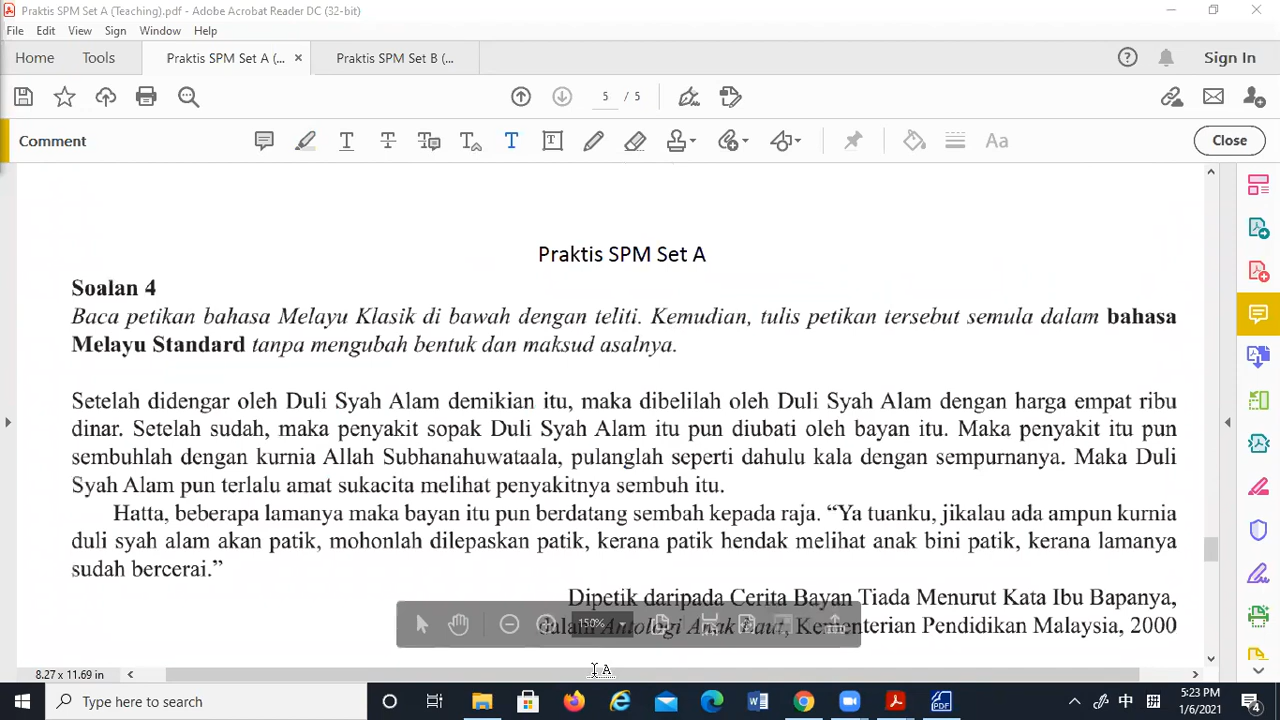 Praktis SPM Set A (Teaching).pdf - Adobe Acrobat Reader DC (32-bit)
File Edit View Sign Window Help
Home Tools Praktis SPM Set A (... × Praktis SPM Set B (... Sign In
5 / 5
Comment Close
Praktis SPM Set A
Soalan 4
Baca petikan bahasa Melayu Klasik di bawah dengan teliti. Kemudian, tulis petikan tersebut semula dalam bahasa
Melayu Standard tanpa mengubah bentuk dan maksud asalnya.
Setelah didengar oleh Duli Syah Alam demikian itu, maka dibelilah oleh Duli Syah Alam dengan harga empat ribu
dinar. Setelah sudah, maka penyakit sopak Duli Syah Alam itu pun diubati oleh bayan itu. Maka penyakit itu pun
sembuhlah dengan kurnia Allah Subhanahuwataala, pulanglah seperti dahulu kala dengan sempurnanya. Maka Duli
Syah Alam pun terlalu amat sukacita melihat penyakitnya sembuh itu.
Hatta, beberapa lamanya maka bayan itu pun berdatang sembah kepada raja. “Ya tuanku, jikalau ada ampun kurnia
duli syah alam akan patik, mohonlah dilepaskan patik, kerana patik hendak melihat anak bini patik, kerana lamanya
sudah bercerai.”
Dipetik daripada Cerita Bayan Tiada Menurut Kata Ibu Bapanya,
dalam Antologi Anak Laut, Kementerian Pendidikan Malaysia, 2000
150%
8.27 x 11.69 in
Type here to search
中
拼
5:23 PM
1/6/2021
4